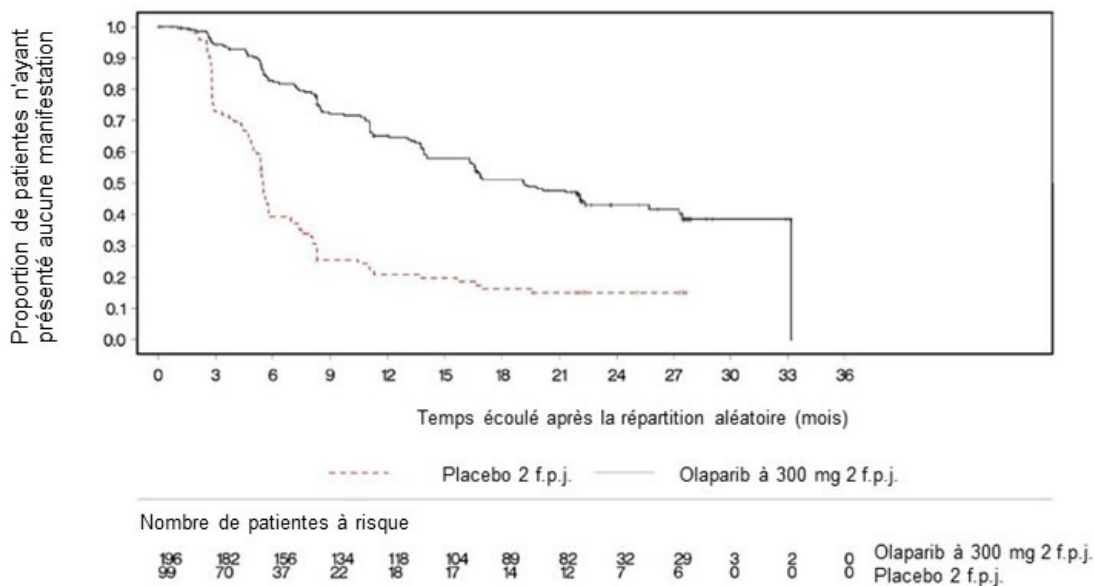 Proportion de patientes n'ayant
présenté aucune manifestation
1.0
0.9
0.8
0.7
0.6
0.5
0.4
0.3
0.2
0.1
0.0
0 3 6 9 12 15 18 21 24 27 30 33 36
Temps écoulé après la répartition aléatoire (mois)
Placebo 2 f.p.j. Olaparib à 300 mg 2 f.p.j.
Nombre de patientes à risque
196 182 156 134 118 104 89 82 32 29 3 2 0 Olaparib à 300 mg 2 f.p.j.
99 70 37 22 18 17 14 12 7 6 0 0 0 Placebo 2 f.p.j.